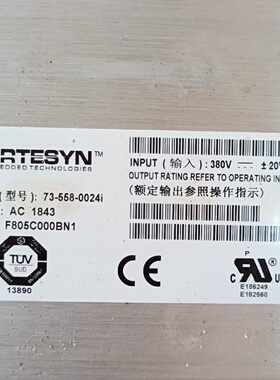 RTESYN™
EDDED TECHNOLOGIES
(型号): 73-558-0024i
: AC 1843
F805C000BN1
TÜV
SUD
13890
INPUT (输入): 380V ⎓ ± 20
OUTPUT RATING REFER TO OPERATING IN
(额定输出参照操作指示)
CE
C
E186249
E182560